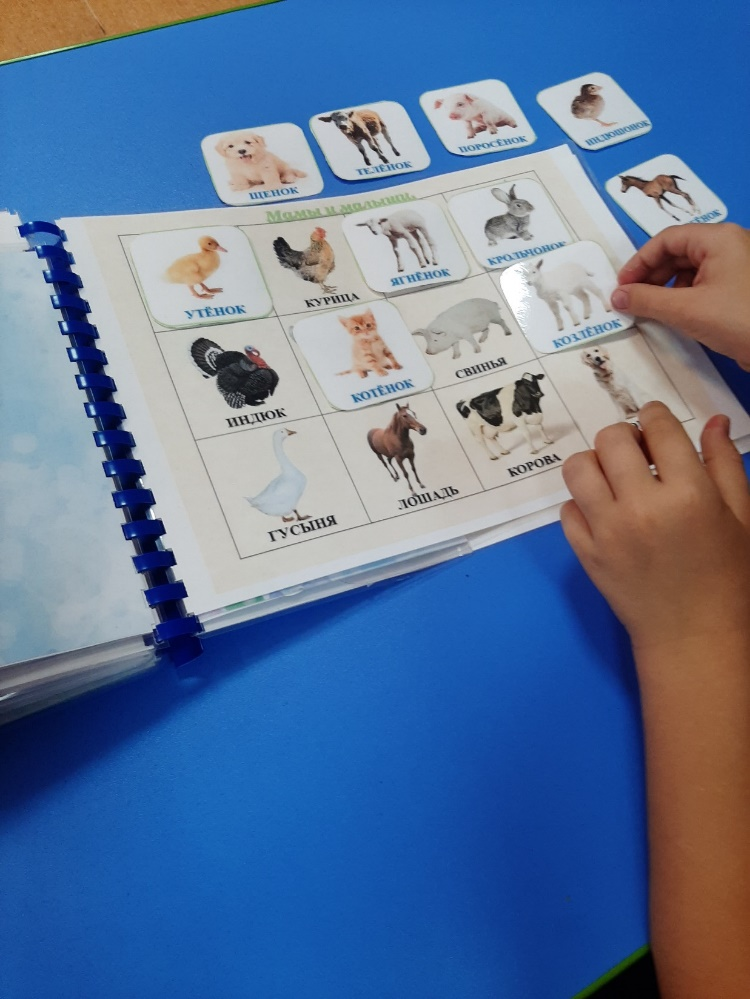 ЩЕНОК
ТЕЛЁНОК
ПОРОСЁНОК
ИНДЮШОНОК
Мамы и малыши.
УТЁНОК
КУРИЦА
ЯГНЁНОК
КРОЛЬЧОНОК
ИНДЮК
КОТЁНОК
СВИНЬЯ
КОЗЛЁНОК
ГУСЫНЯ
ЛОШАДЬ
КОРОВА